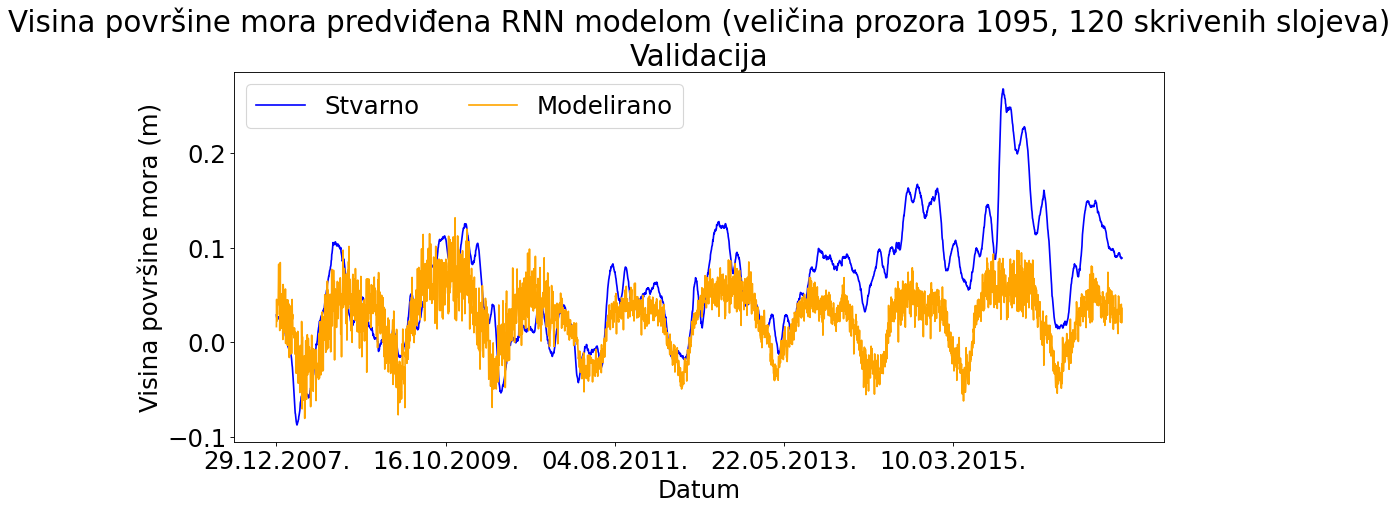 Visina površine mora predviđena RNN modelom (veličina prozora 1095, 120 skrivenih slojeva)
Validacija
Stvarno
Modelirano
Visina površine mora (m)
0.2
0.1
0.0
−0.1
29.12.2007.
16.10.2009.
04.08.2011.
22.05.2013.
10.03.2015.
Datum